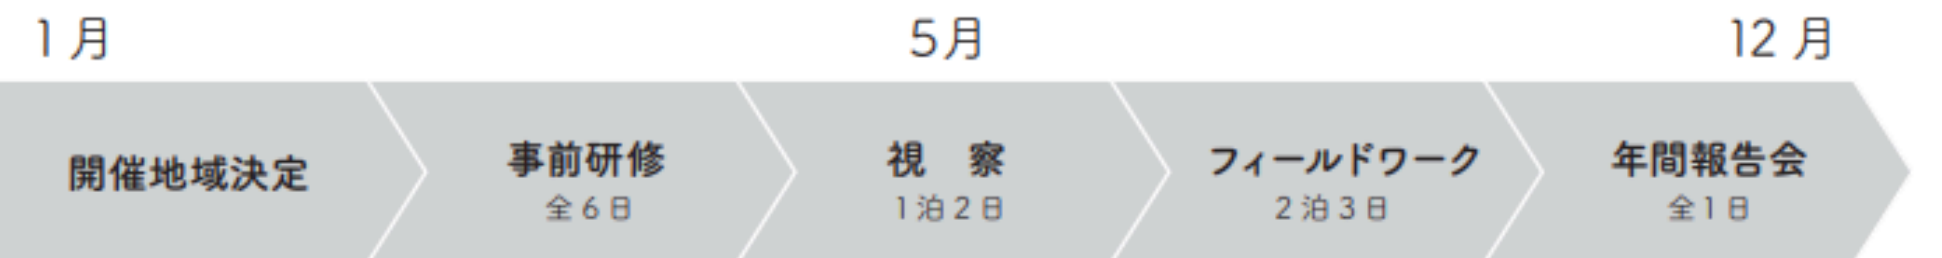 1月
5月
12月
開催地域決定
事前研修
全6日
視　察
1泊2日
フィールドワーク
2泊3日
年間報告会
全1日